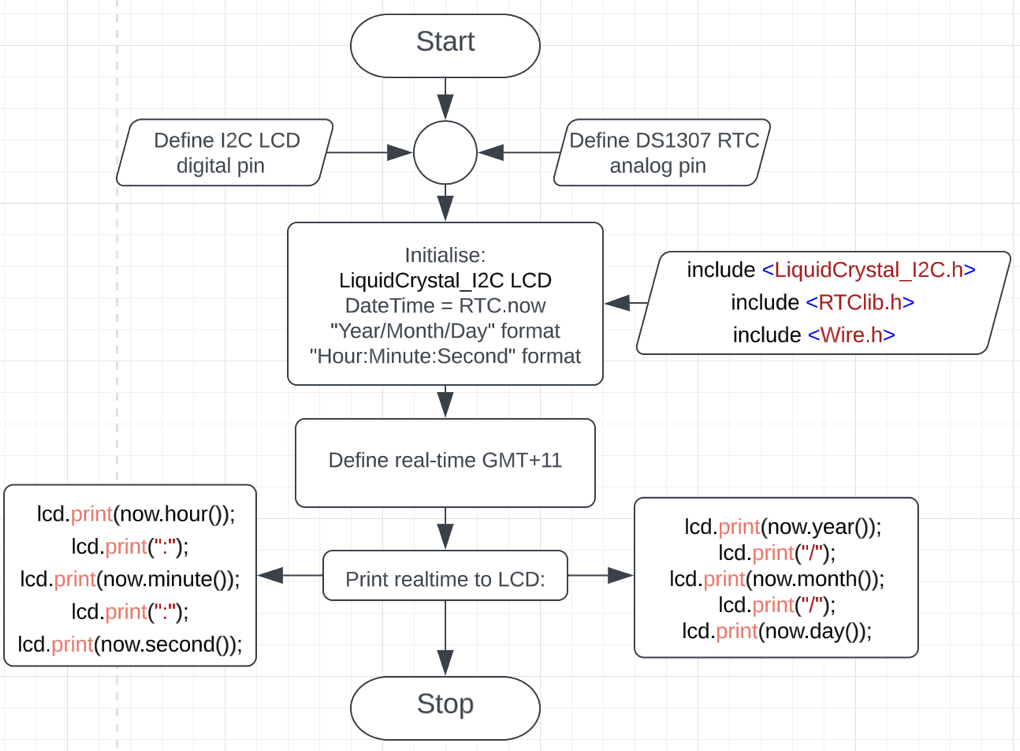 Start
Define I2C LCD
digital pin
Define DS1307 RTC
analog pin
Initialise:
LiquidCrystal_I2C LCD
DateTime = RTC.now
"Year/Month/Day" format
"Hour:Minute:Second" format
include <LiquidCrystal_I2C.h>
include <RTClib.h>
include <Wire.h>
Define real-time GMT+11
lcd.print(now.hour());
lcd.print(":");
lcd.print(now.minute());
lcd.print(":");
lcd.print(now.second());
Print realtime to LCD:
lcd.print(now.year());
lcd.print("/");
lcd.print(now.month());
lcd.print("/");
lcd.print(now.day());
Stop